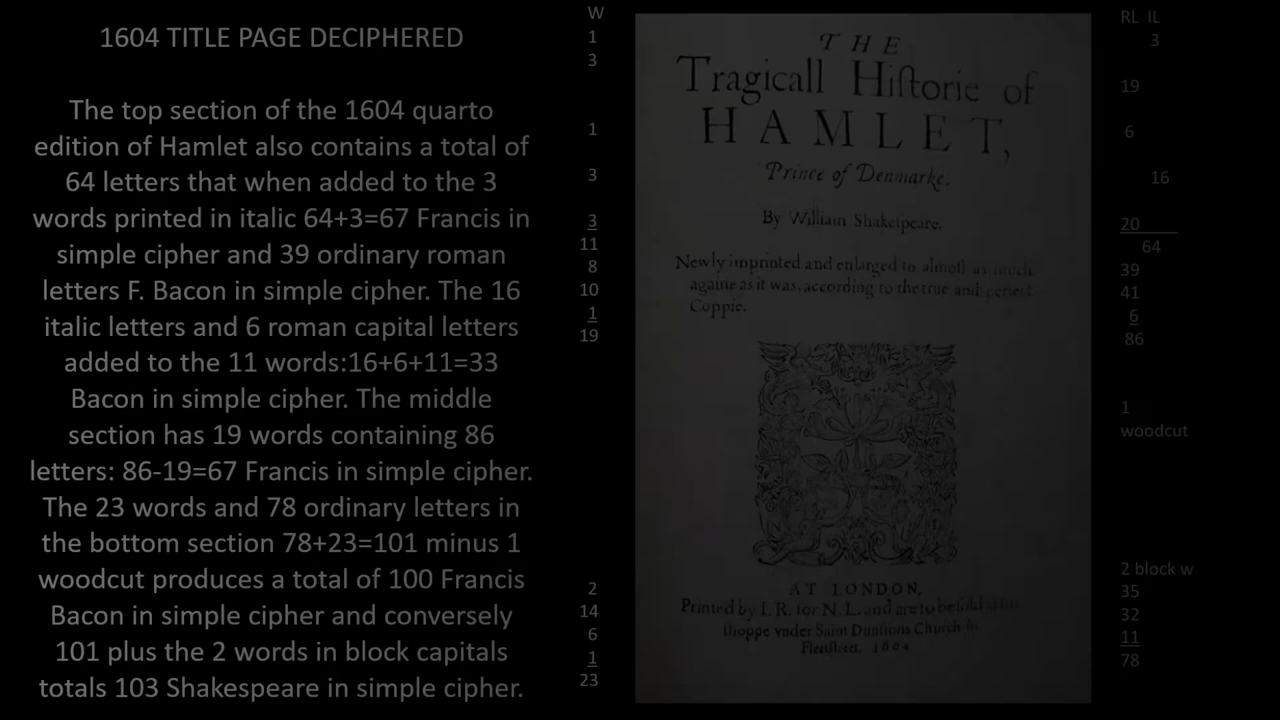 1604 TITLE PAGE DECIPHERED
The top section of the 1604 quarto
edition of Hamlet also contains a total of
64 letters that when added to the 3
words printed in italic 64+3=67 Francis in
simple cipher and 39 ordinary roman
letters F. Bacon in simple cipher. The 16
italic letters and 6 roman capital letters
added to the 11 words:16+6+11=33
Bacon in simple cipher. The middle
section has 19 words containing 86
letters: 86-19=67 Francis in simple cipher.
The 23 words and 78 ordinary letters in
the bottom section 78+23=101 minus 1
woodcut produces a total of 100 Francis
Bacon in simple cipher and conversely
101 plus the 2 words in block capitals
totals 103 Shakespeare in simple cipher.
W
1
3
1
3
3
11
8
10
1
19
2
14
6
1
23
THE
Tragicall Hiſtorie of
HAMLET,
Prince of Denmarke.
By William Shakeſpeare.
Newly imprinted and enlarged to almoſt as much
againe as it was, according to the true and perfect
Coppie.
AT LONDON,
Printed by I. R. for N. L. and are to be ſold at his
ſhoppe vnder Saint Dunſtons Church in
Fleetſtreet. 1604
RL IL
3
19
6
16
20
64
39
41
6
86
1
woodcut
2 block w
35
32
11
78